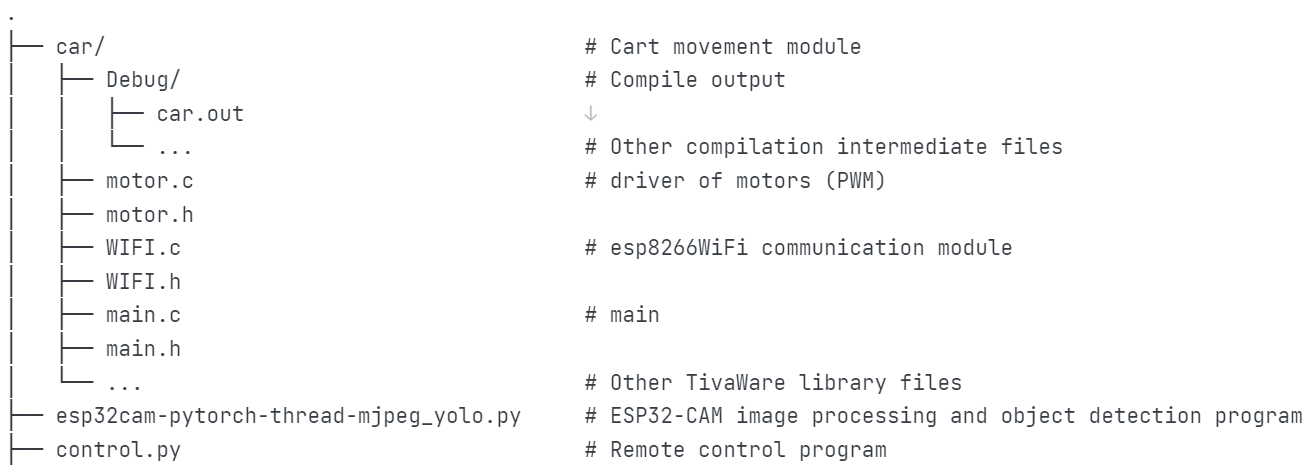 .
├── car/                                      # Cart movement module
│   ├── Debug/                                # Compile output
│   │   ├── car.out                           ↓
│   │   └── ...                               # Other compilation intermediate files
│   ├── motor.c                               # driver of motors (PWM)
│   ├── motor.h
│   ├── WIFI.c                                # esp8266WiFi communication module
│   ├── WIFI.h
│   ├── main.c                                # main
│   ├── main.h
│   └── ...                                   # Other TivaWare library files
├── esp32cam-pytorch-thread-mjpeg_yolo.py     # ESP32-CAM image processing and object detection program
├── control.py                                # Remote control program